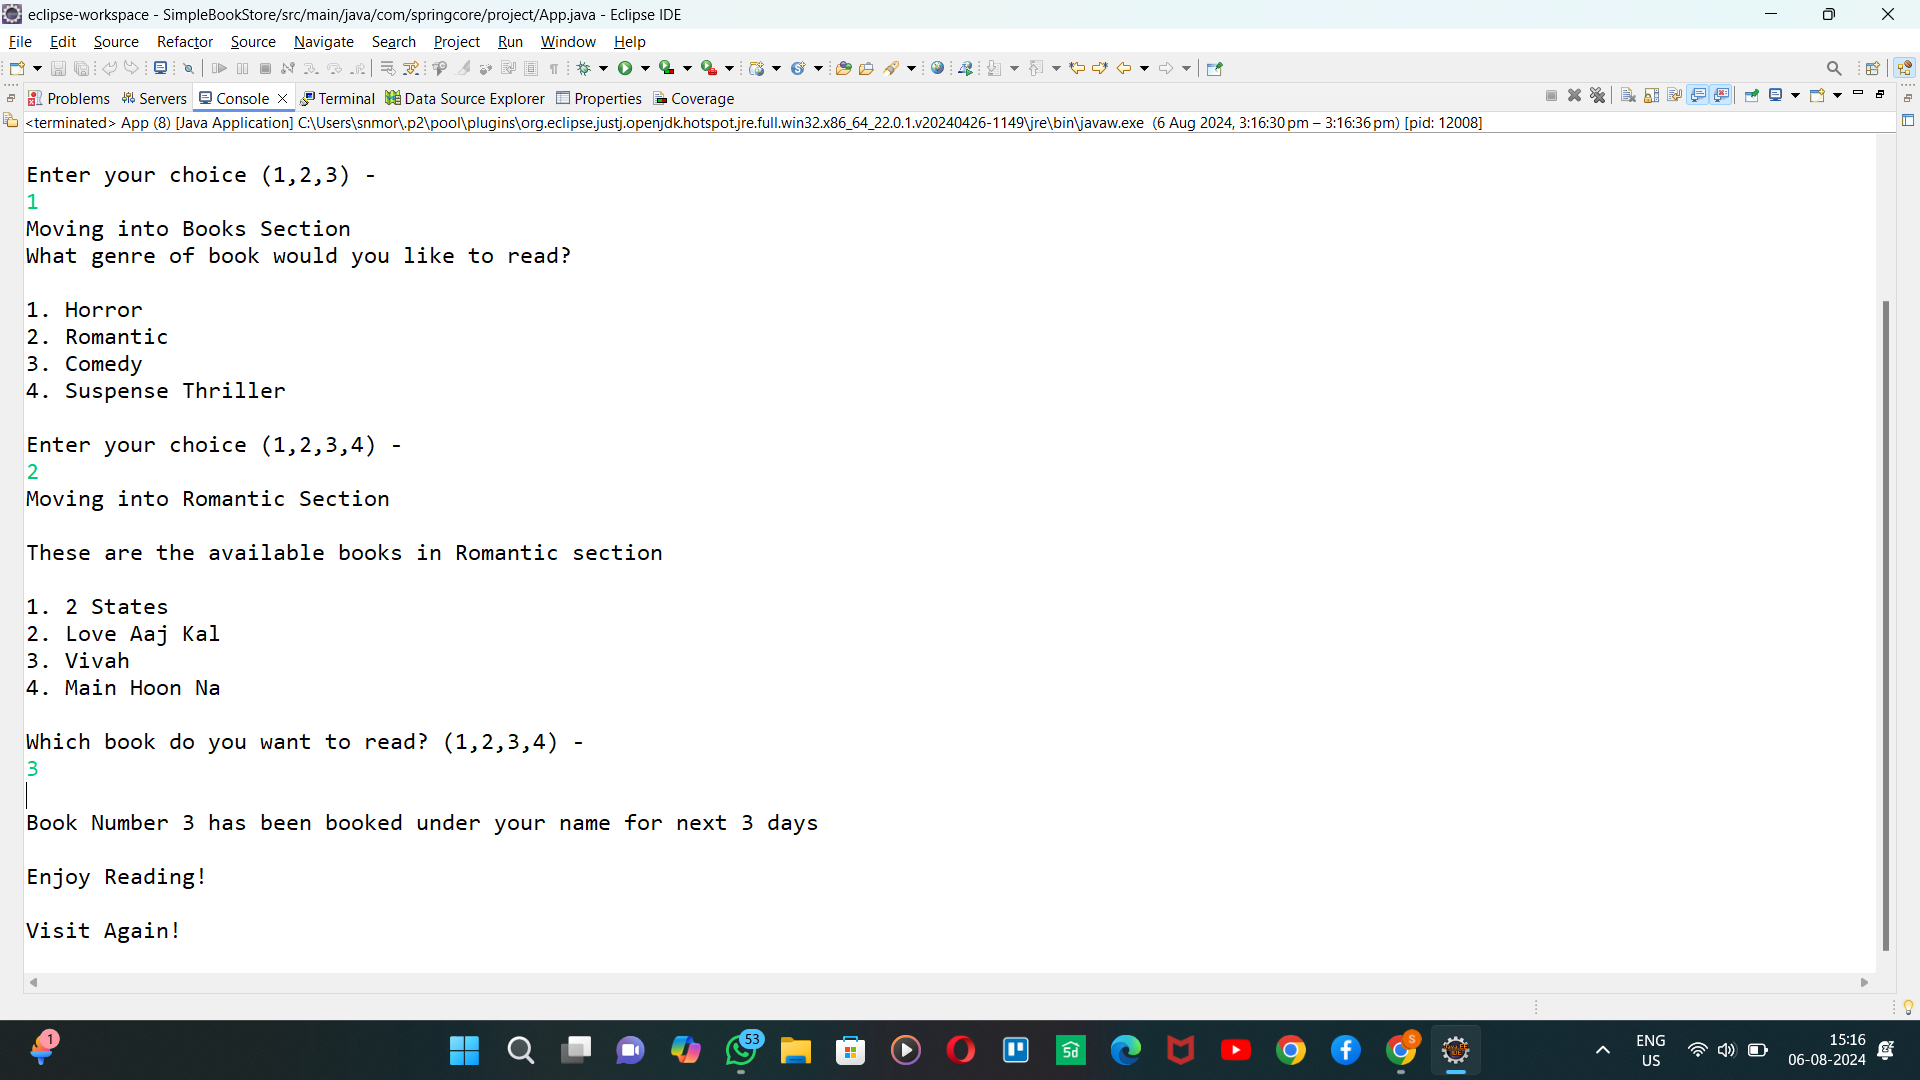 eclipse-workspace - SimpleBookStore/src/main/java/com/springcore/project/App.java - Eclipse IDE
File Edit Source Refactor Source Navigate Search Project Run Window Help
Problems Servers Console Terminal Data Source Explorer Properties Coverage
<terminated> App (8) [Java Application] C:\Users\snmor\.p2\pool\plugins\org.eclipse.justj.openjdk.hotspot.jre.full.win32.x86_64_22.0.1.v20240426-1149\jre\bin\javaw.exe (6 Aug 2024, 3:16:30 pm – 3:16:36 pm) [pid: 12008]
Enter your choice (1,2,3) -
1
Moving into Books Section
What genre of book would you like to read?
1. Horror
2. Romantic
3. Comedy
4. Suspense Thriller
Enter your choice (1,2,3,4) -
2
Moving into Romantic Section
These are the available books in Romantic section
1. 2 States
2. Love Aaj Kal
3. Vivah
4. Main Hoon Na
Which book do you want to read? (1,2,3,4) -
3
Book Number 3 has been booked under your name for next 3 days
Enjoy Reading!
Visit Again!
1
53
S
ENG
US
15:16
06-08-2024